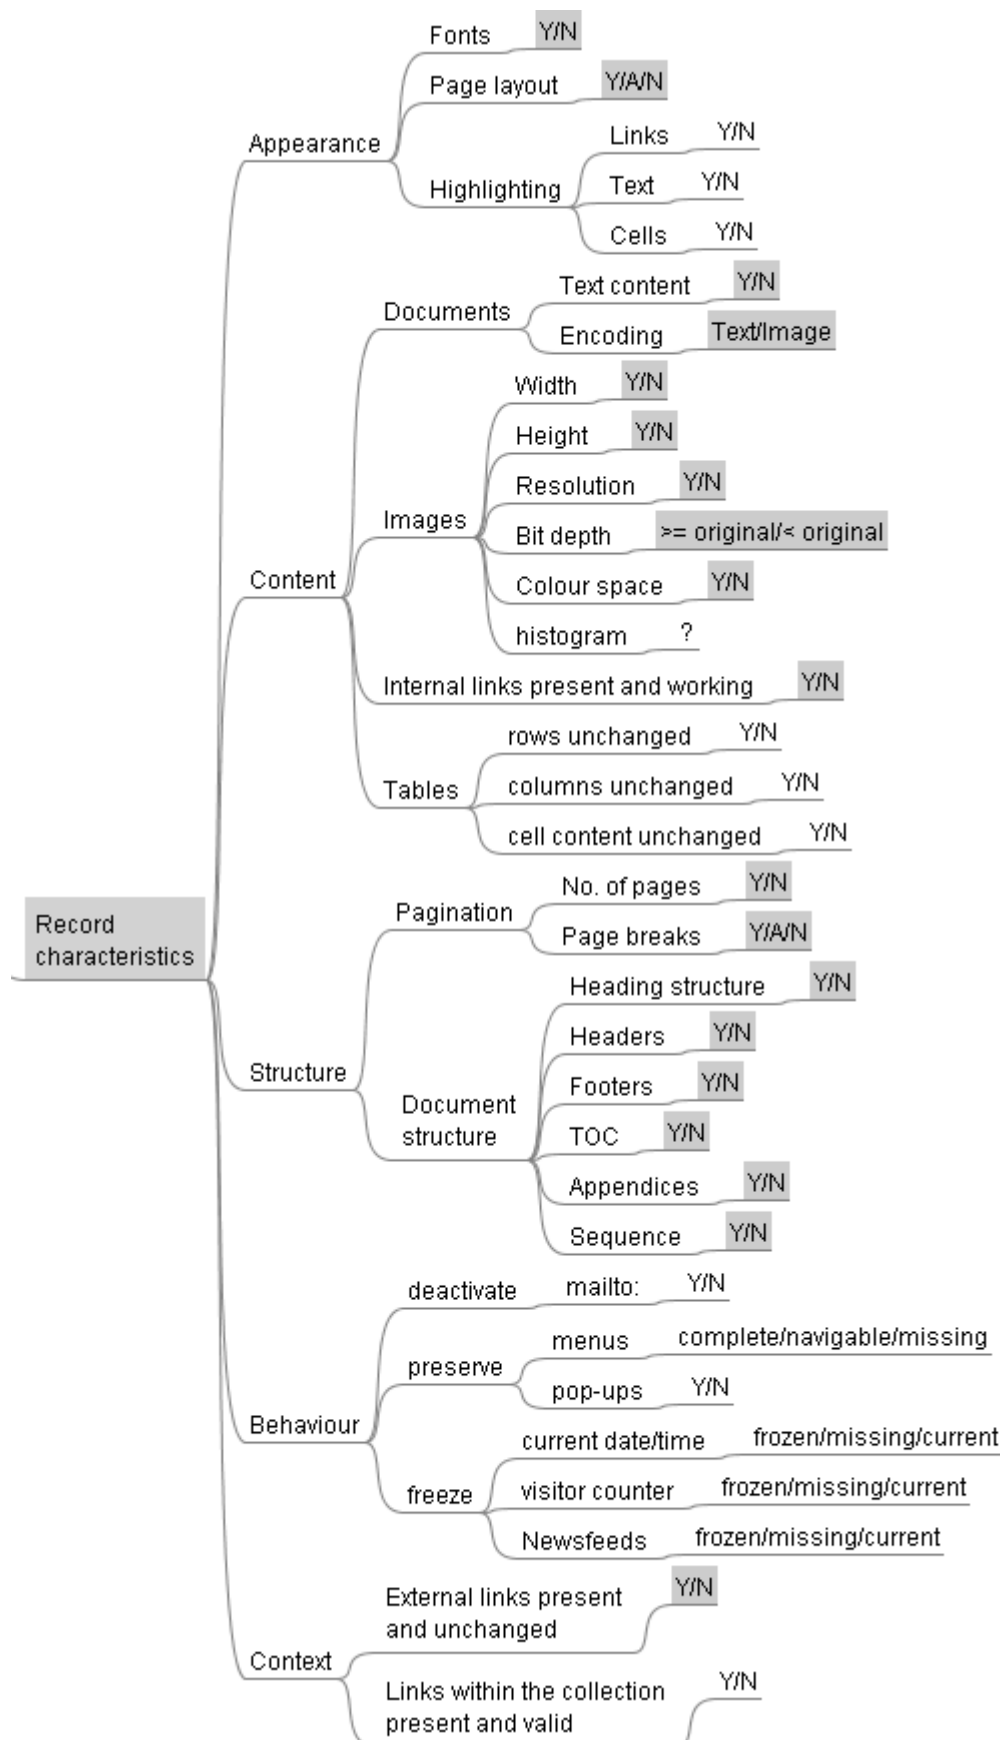 Fonts Y/N
Page layout Y/A/N
Appearance
Links Y/N
Highlighting
Text Y/N
Cells Y/N
Text content Y/N
Documents
Encoding Text/Image
Width Y/N
Height Y/N
Resolution Y/N
Images
Bit depth >= original/< original
Content
Colour space Y/N
histogram ?
Internal links present and working Y/N
rows unchanged Y/N
Tables
columns unchanged Y/N
cell content unchanged Y/N
Record
characteristics
No. of pages Y/N
Pagination
Page breaks Y/A/N
Heading structure Y/N
Headers Y/N
Structure
Footers Y/N
Document
structure
TOC Y/N
Appendices Y/N
Sequence Y/N
deactivate mailto: Y/N
menus complete/navigable/missing
preserve
pop-ups Y/N
Behaviour
current date/time frozen/missing/current
freeze
visitor counter frozen/missing/current
Newsfeeds frozen/missing/current
External links present
and unchanged
Y/N
Context
Links within the collection
present and valid
Y/N